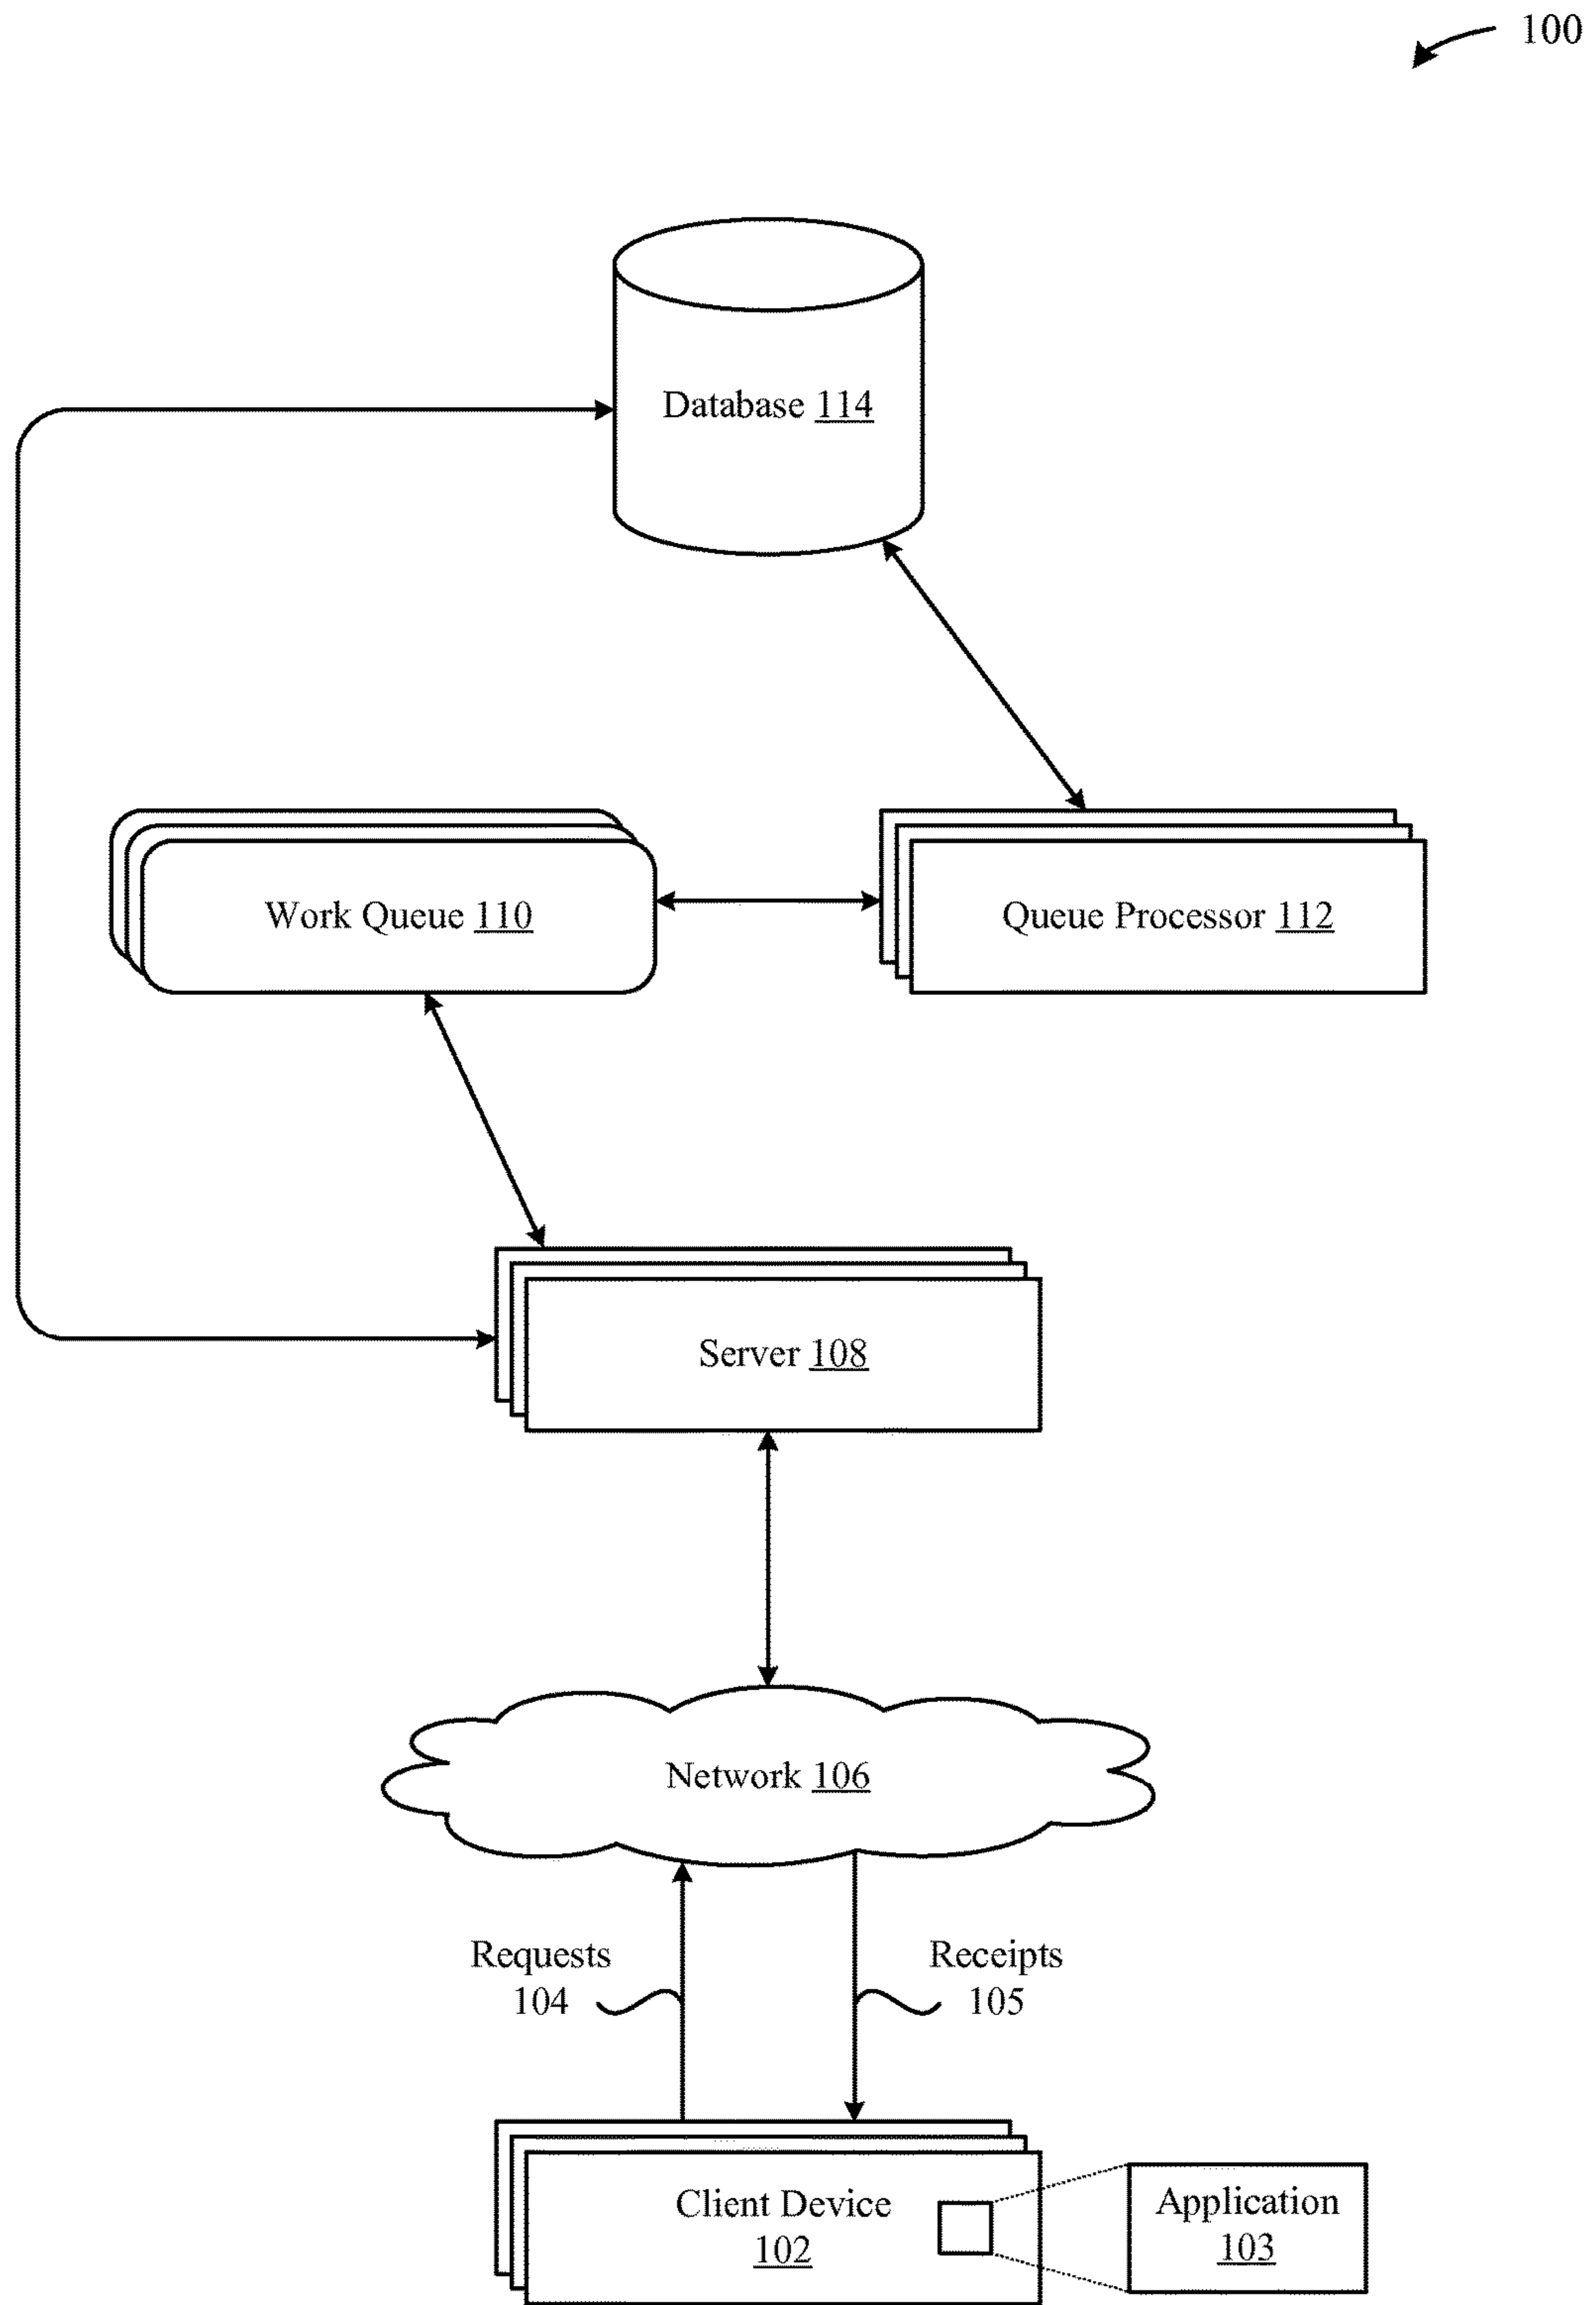 100
Database 114
Work Queue 110
Queue Processor 112
Server 108
Network 106
Requests
104
Receipts
105
Client Device
102
Application
103